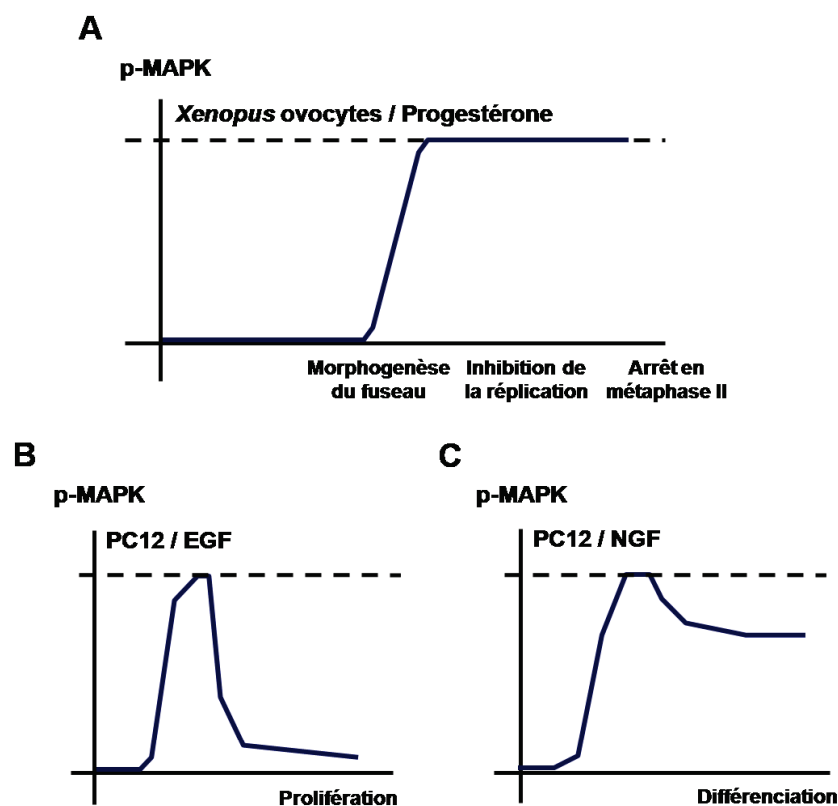 A
p-MAPK
Xenopus ovocytes / Progestérone
Morphogenèse
du fuseau
Inhibition de
la réplication
Arrêt en
métaphase II
B
p-MAPK
PC12 / EGF
Prolifération
C
p-MAPK
PC12 / NGF
Différenciation